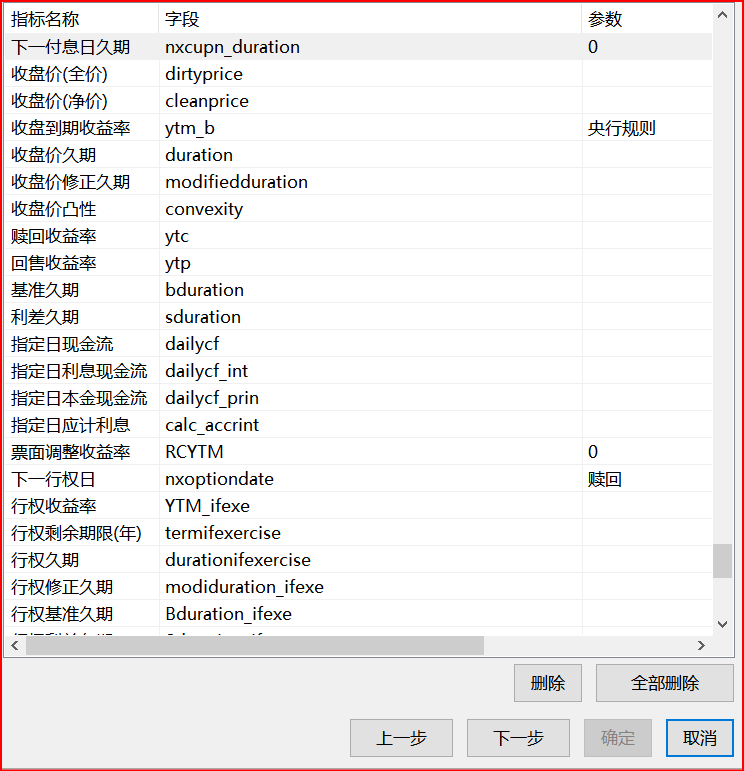 指标名称 字段 参数
下一付息日久期 nxcupn_duration 0
收盘价(全价) dirtyprice
收盘价(净价) cleanprice
收盘到期收益率 ytm_b 央行规则
收盘价久期 duration
收盘价修正久期 modifiedduration
收盘价凸性 convexity
赎回收益率 ytc
回售收益率 ytp
基准久期 bduration
利差久期 sduration
指定日现金流 dailycf
指定日利息现金流 dailycf_int
指定日本金现金流 dailycf_prin
指定日应计利息 calc_accrint
票面调整收益率 RCYTM 0
下一行权日 nxoptiondate 赎回
行权收益率 YTM_ifexe
行权剩余期限(年) termifexercise
行权久期 durationifexercise
行权修正久期 modiduration_ifexe
行权基准久期 Bduration_ifexe
删除 全部删除
上一步 下一步 确定 取消